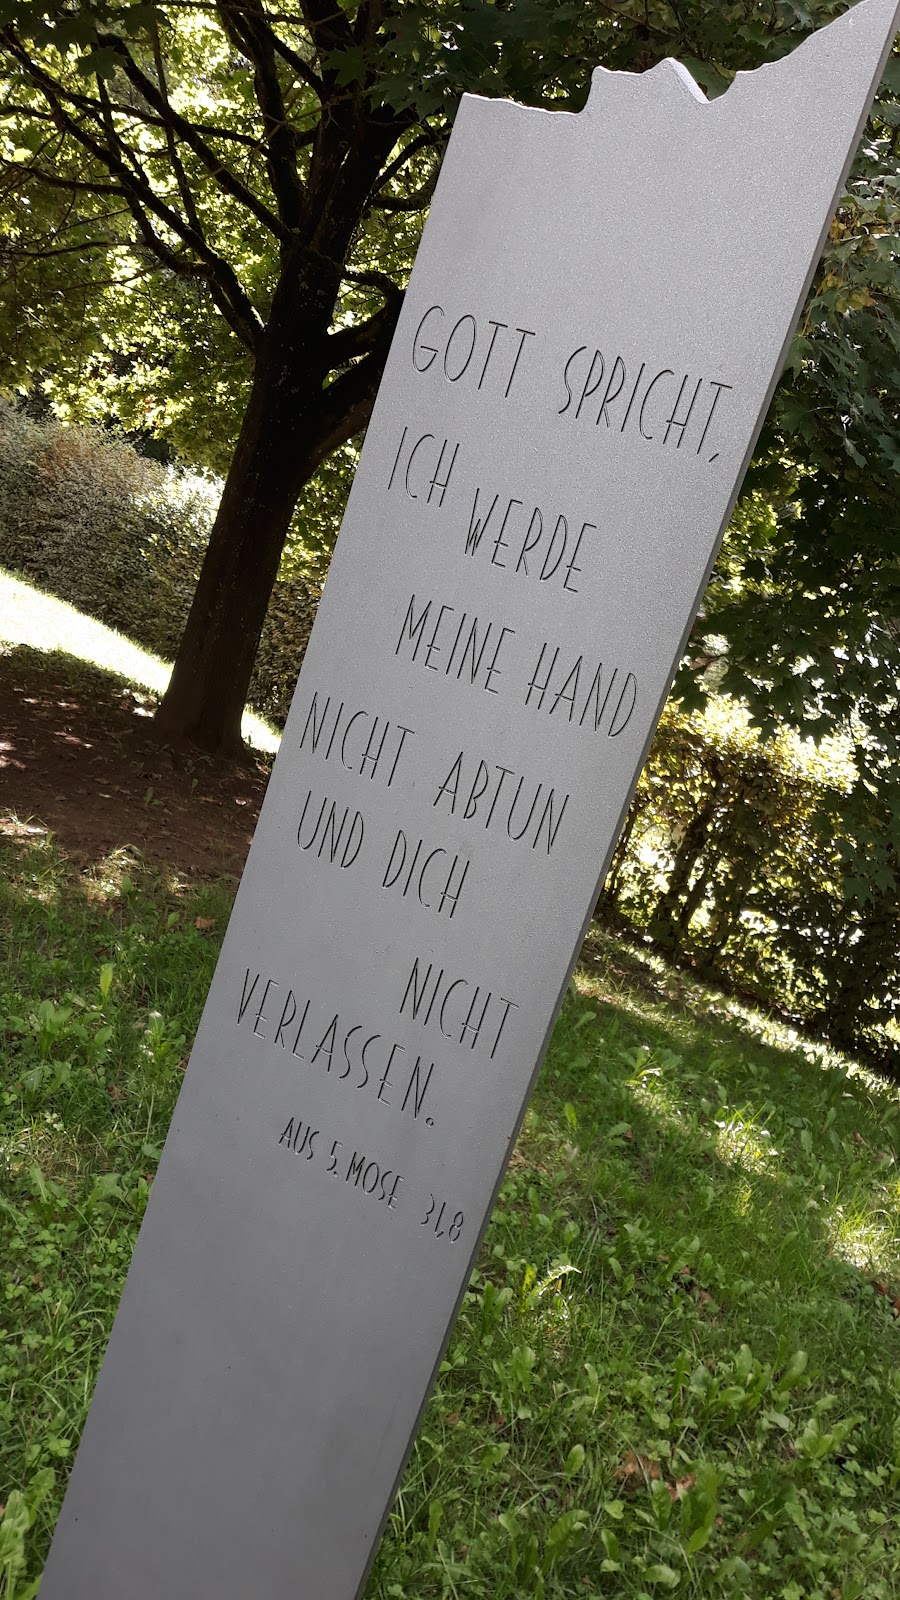 GOTT SPRICHT,
ICH WERDE
MEINE HAND
NICHT ABTUN
UND DICH
NICHT
VERLASSEN.
AUS 5. MOSE 31,8